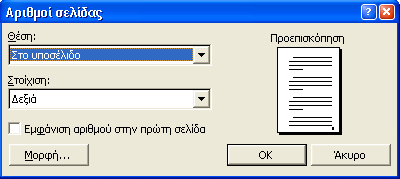 Αριθμοί σελίδας
Θέση:
Στο υποσέλιδο
Στοίχιση:
Δεξιά
Εμφάνιση αριθμού στην πρώτη σελίδα
Μορφή...
Προεπισκόπηση
OK
Άκυρο